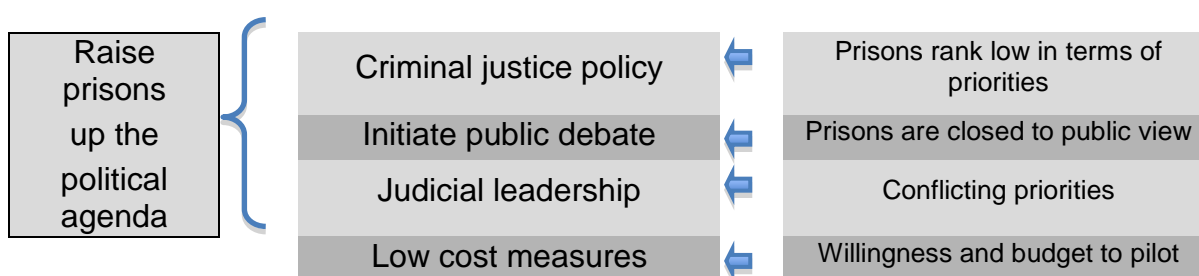 Raise
prisons
up the
political
agenda
Criminal justice policy
Prisons rank low in terms of
priorities
Initiate public debate
Prisons are closed to public view
Judicial leadership
Conflicting priorities
Low cost measures
Willingness and budget to pilot